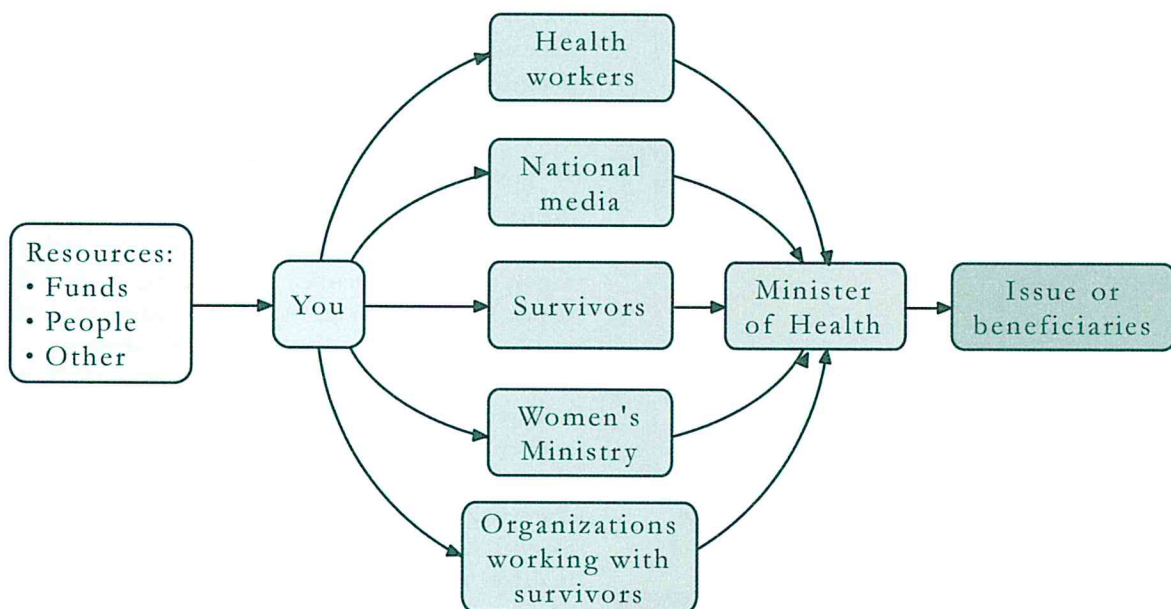 Health
workers
National
media
Resources:
• Funds
• People
• Other
You
Survivors
Minister
of Health
Issue or
beneficiaries
Women's
Ministry
Organizations
working with
survivors